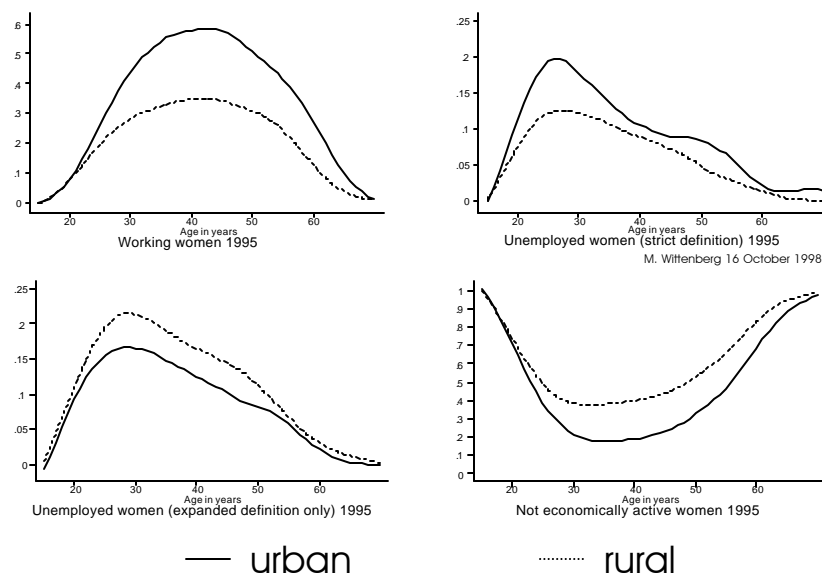 .6
.5
.4
.3
.2
.1
0
20 30 40 50 60
Age in years
Working women 1995
.25
.2
.15
.1
.05
0
20 30 40 50 60
Age in years
Unemployed women (strict definition) 1995
M. Wittenberg 16 October 1998
.25
.2
.15
.1
.05
0
20 30 40 50 60
Age in years
Unemployed women (expanded definition only) 1995
1
.9
.8
.7
.6
.5
.4
.3
.2
.1
0
20 30 40 50 60
Age in years
Not economically active women 1995
urban rural